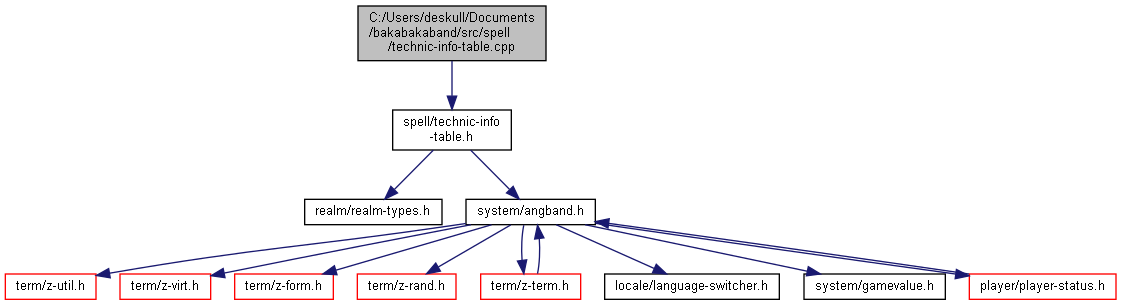 C:/Users/deskull/Documents
/bakabakaband/src/spell
/technic-info-table.cpp
spell/technic-info
-table.h
realm/realm-types.h
system/angband.h
term/z-util.h
term/z-virt.h
term/z-form.h
term/z-rand.h
term/z-term.h
locale/language-switcher.h
system/gamevalue.h
player/player-status.h